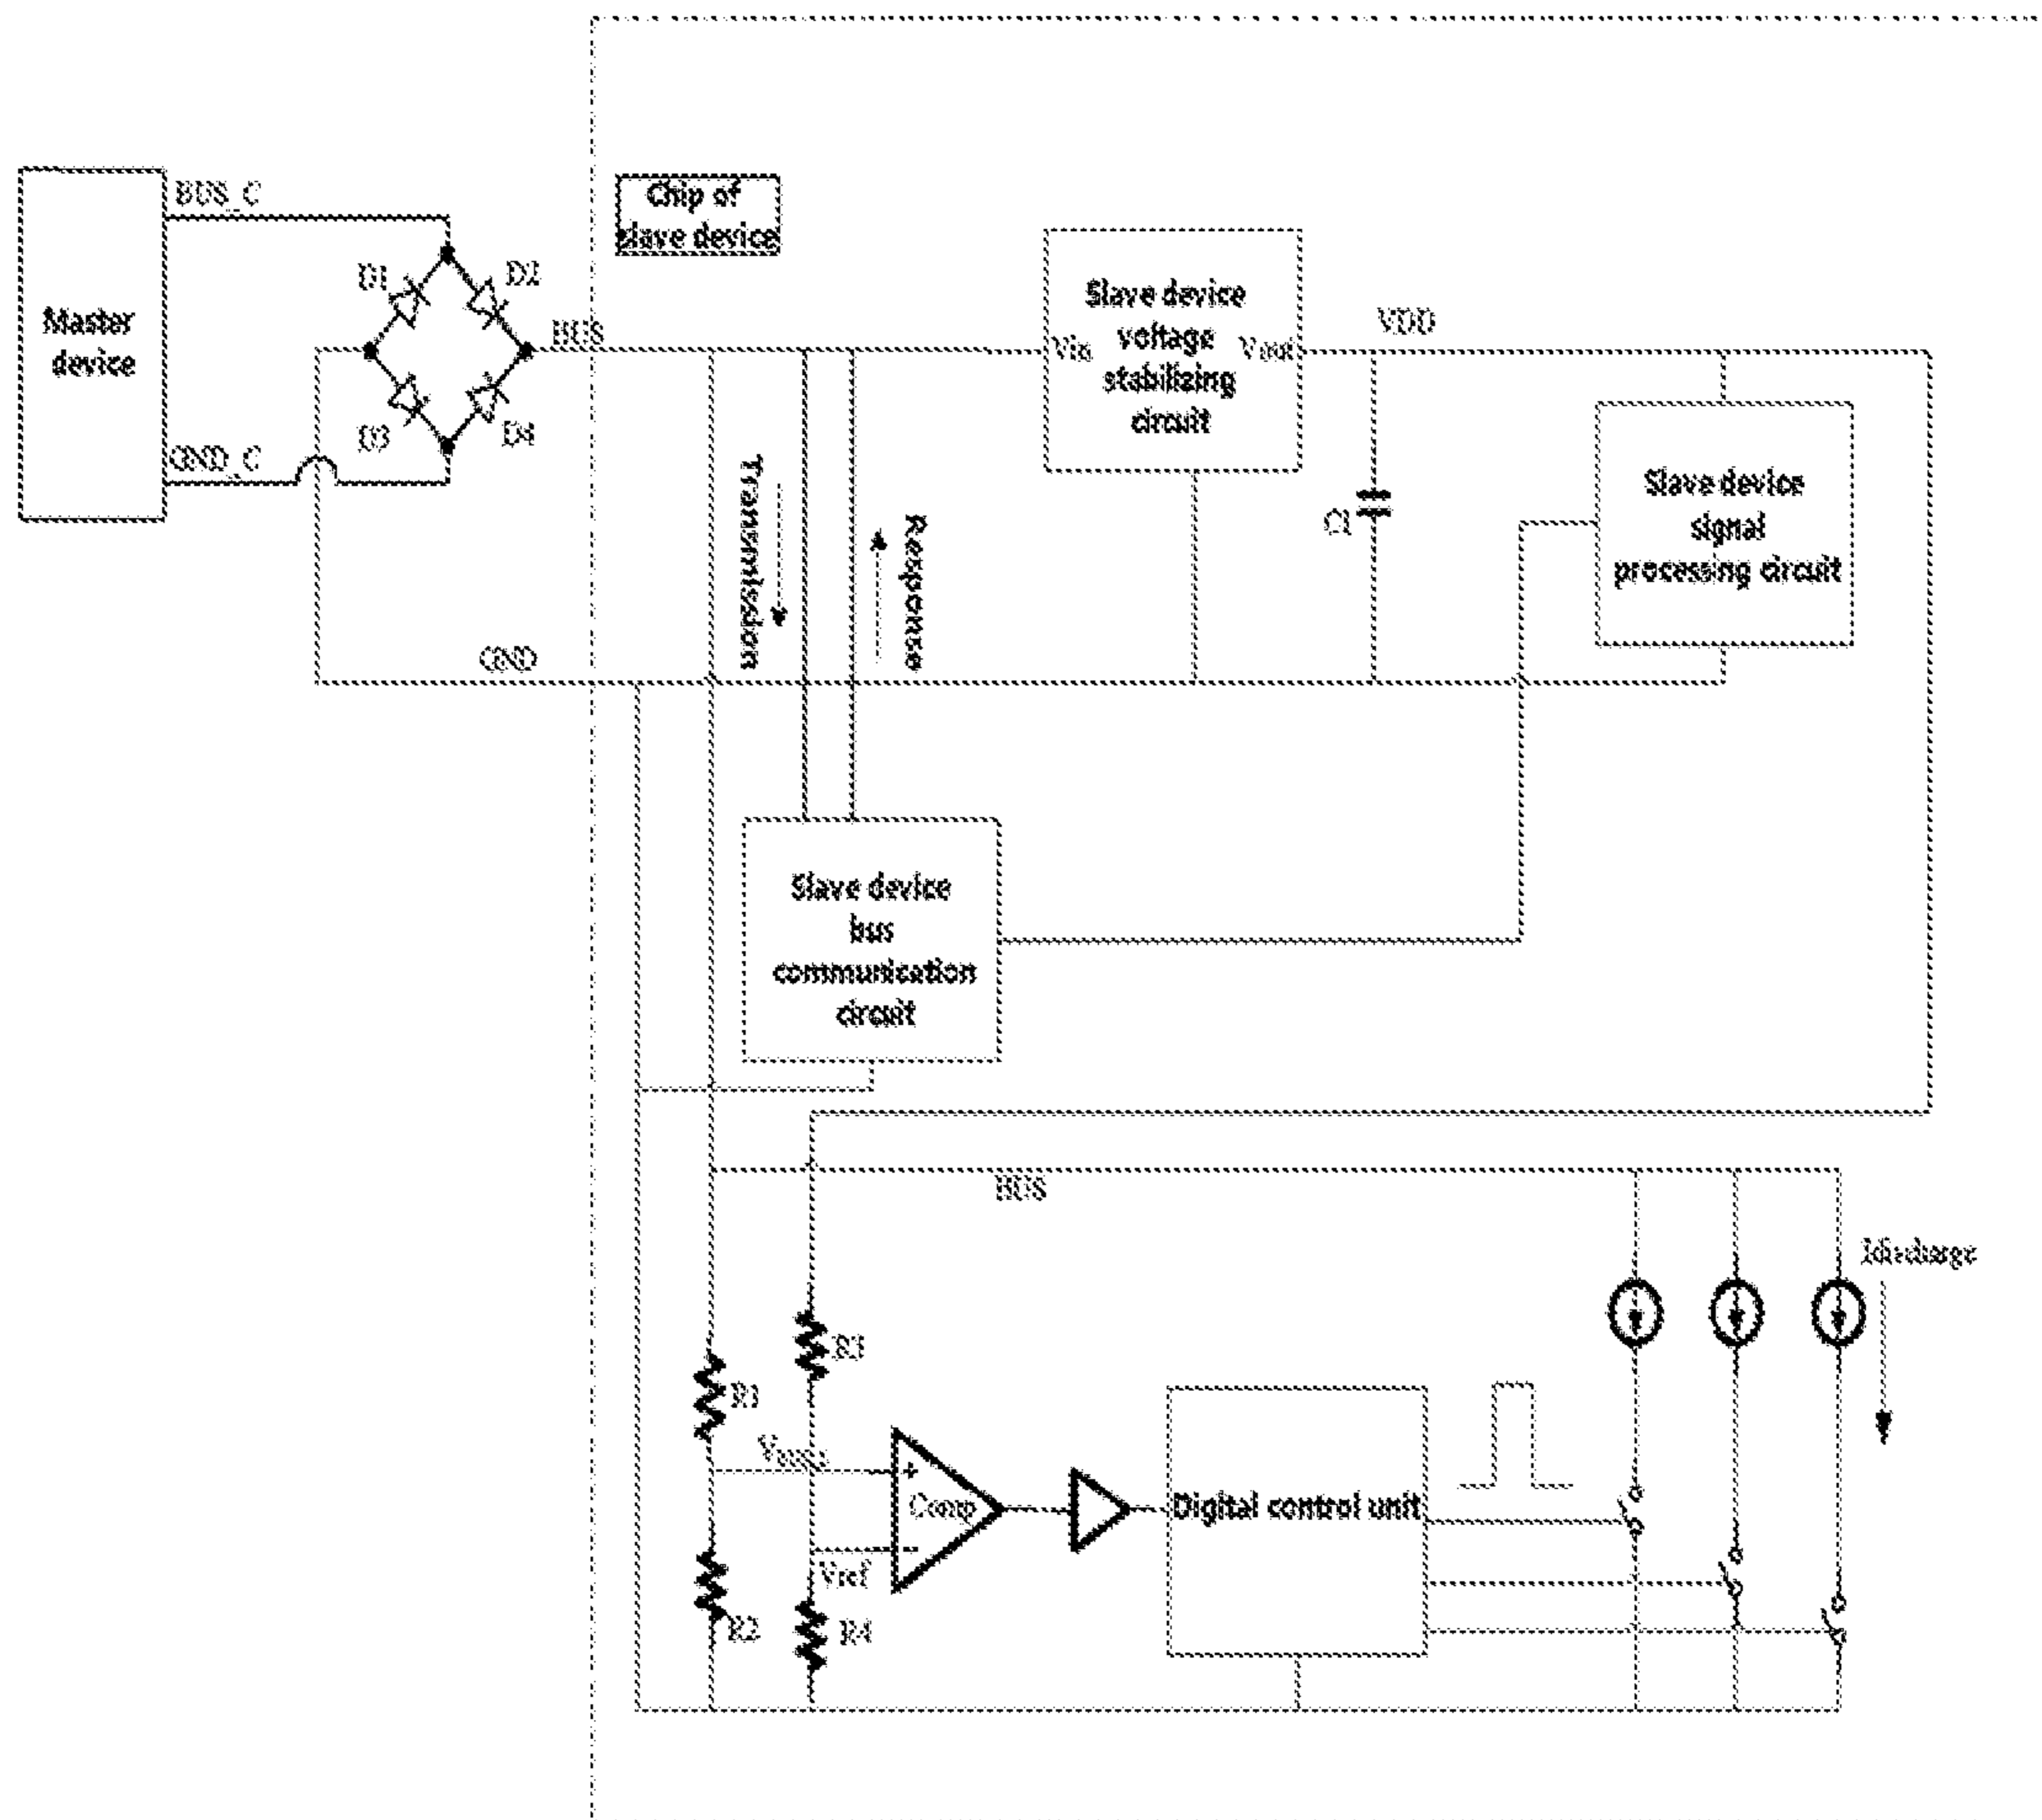 BUS_C
Chip of
slave device
Master
device
D1
D2
D3
D4
GND_C
BUS
GND
Transmission
Response
Slave device
voltage
stabilizing
circuit
Vin
Vout
VDD
Slave device
signal
processing circuit
Slave device
bus
communication
circuit
BUS
Idischarge
R1
R3
Comp
+
-
Vref
R2
R4
Digital control unit